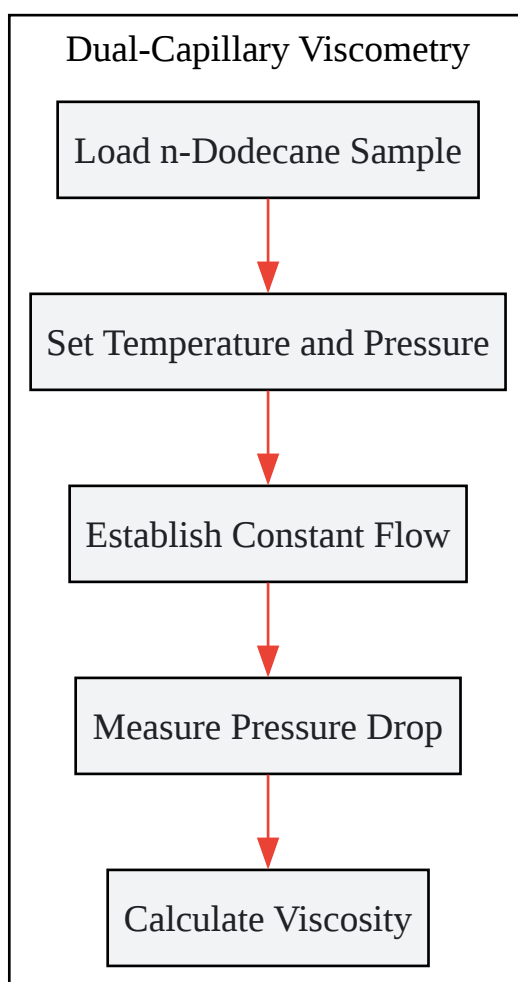 Dual-Capillary Viscometry
Load n-Dodecane Sample
Set Temperature and Pressure
Establish Constant Flow
Measure Pressure Drop
Calculate Viscosity